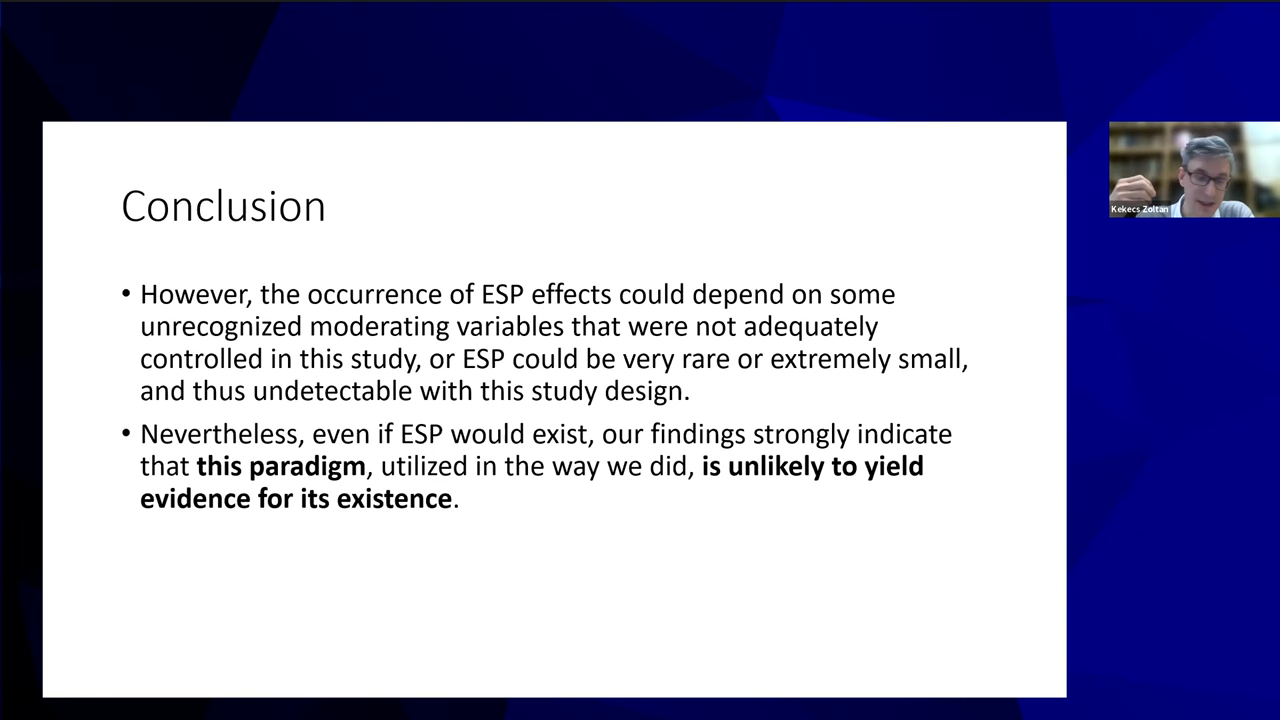 Conclusion
• However, the occurrence of ESP effects could depend on some
unrecognized moderating variables that were not adequately
controlled in this study, or ESP could be very rare or extremely small,
and thus undetectable with this study design.
• Nevertheless, even if ESP would exist, our findings strongly indicate
that this paradigm, utilized in the way we did, is unlikely to yield
evidence for its existence.
Kekecs Zoltan